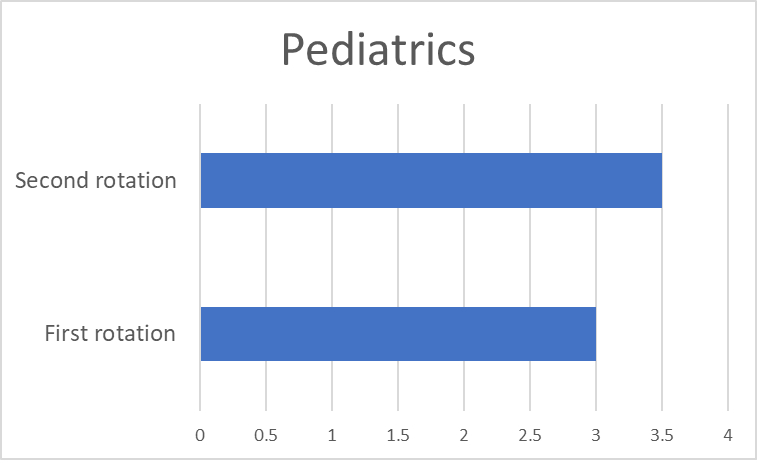 Pediatrics
Second rotation
First rotation
0 0.5 1 1.5 2 2.5 3 3.5 4